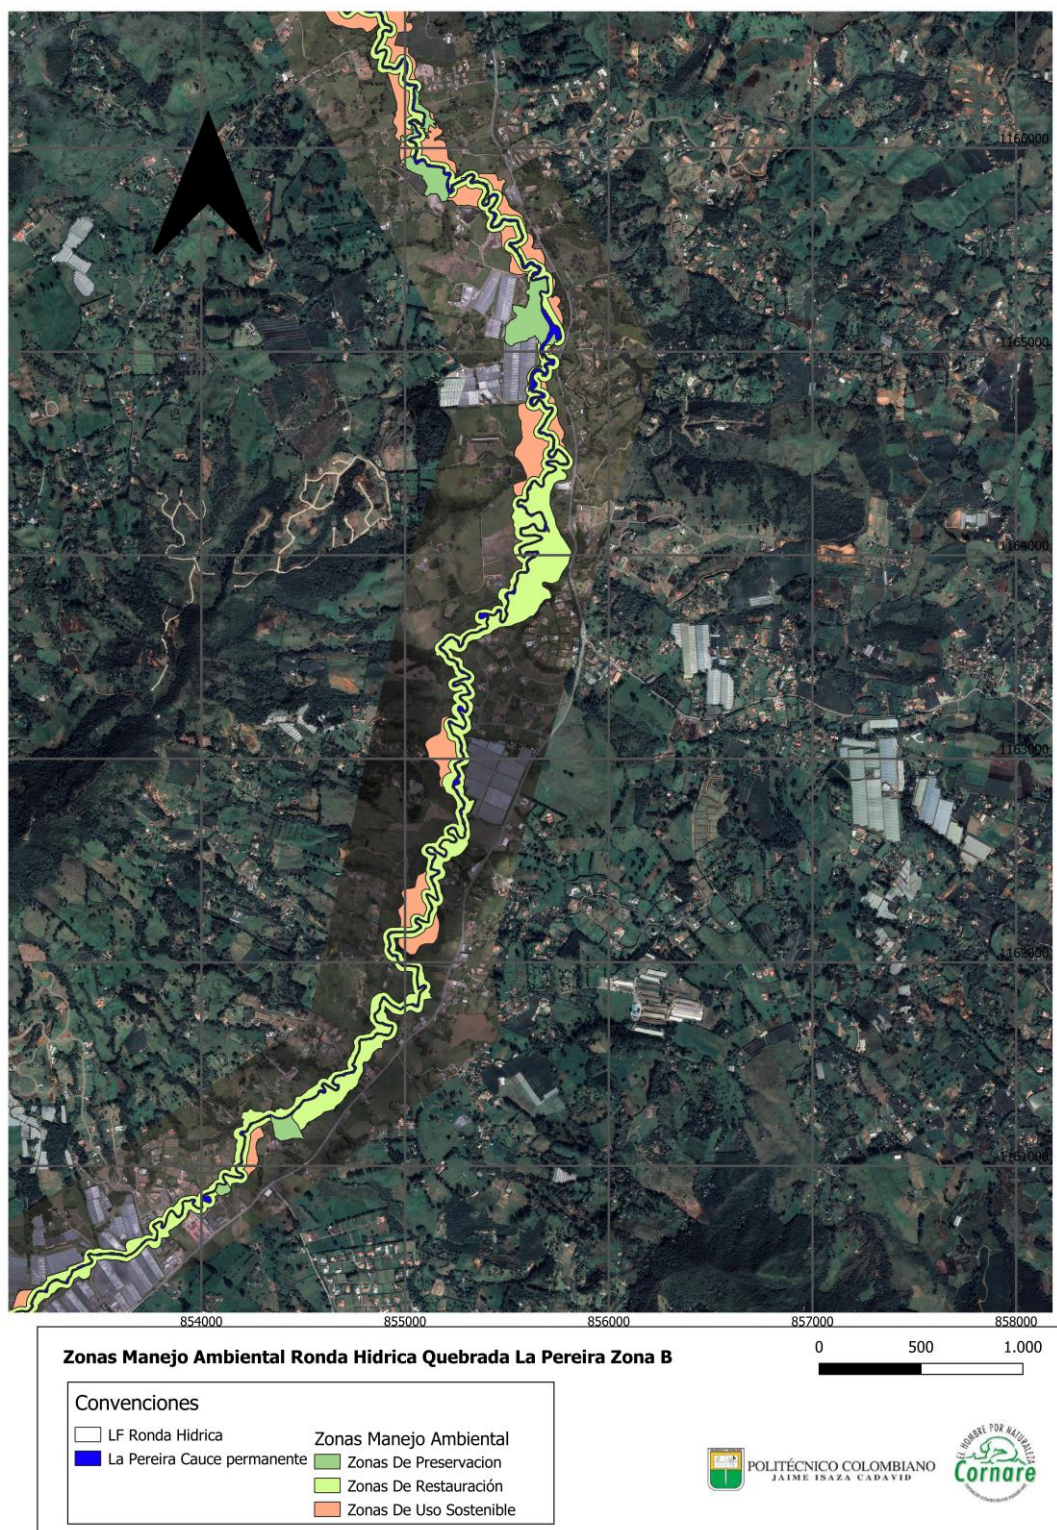 1166000
1165000
1164000
1163000
1162000
1161000
854000 855000 856000 857000 858000
Zonas Manejo Ambiental Ronda Hidrica Quebrada La Pereira Zona B
0 500 1.000
Convenciones
LF Ronda Hidrica
La Pereira Cauce permanente
Zonas Manejo Ambiental
Zonas De Preservacion
Zonas De Restauración
Zonas De Uso Sostenible
POLITÉCNICO COLOMBIANO
JAIME ISAZA CADAVID
EL HOMBRE POR NATURALEZA
Cornare